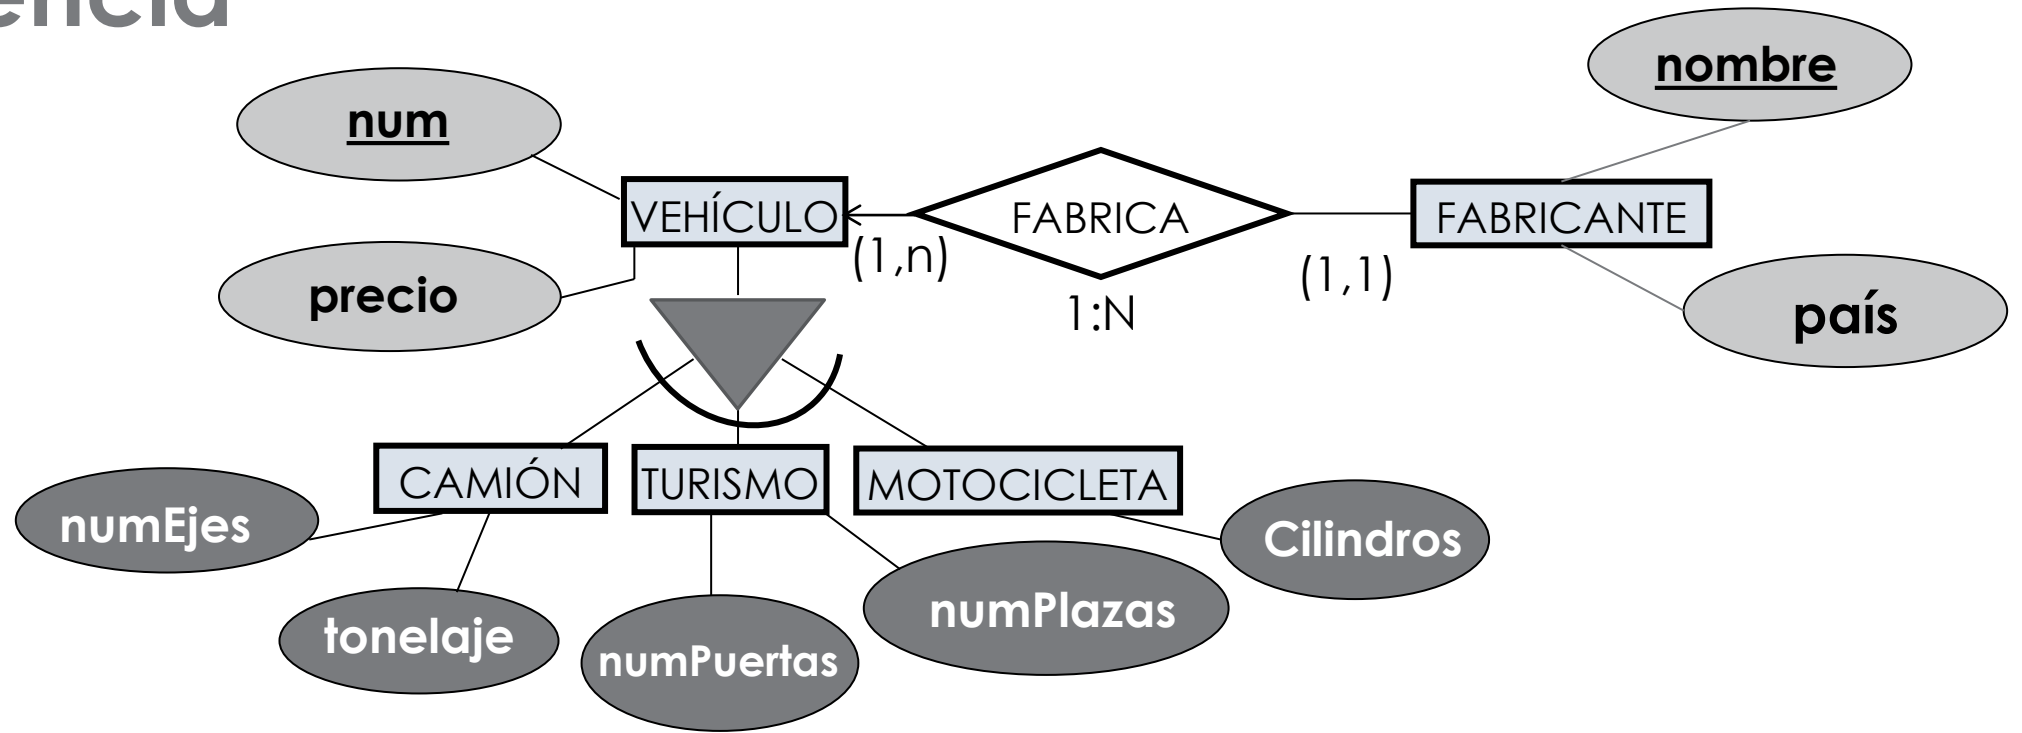 nombre
num
VEHÍCULO
FABRICA
FABRICANTE
(1,n)
(1,1)
precio
1:N
país
CAMIÓN
TURISMO
MOTOCICLETA
numEjes
Cilindros
tonelaje
numPlazas
numPuertas